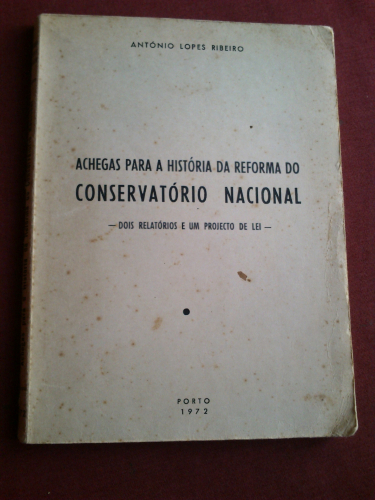 ANTÓNIO LOPES RIBEIRO
ACHEGAS PARA A HISTÓRIA DA REFORMA DO
CONSERVATÓRIO NACIONAL
— DOIS RELATÓRIOS E UM PROJECTO DE LEI —
PORTO
1972